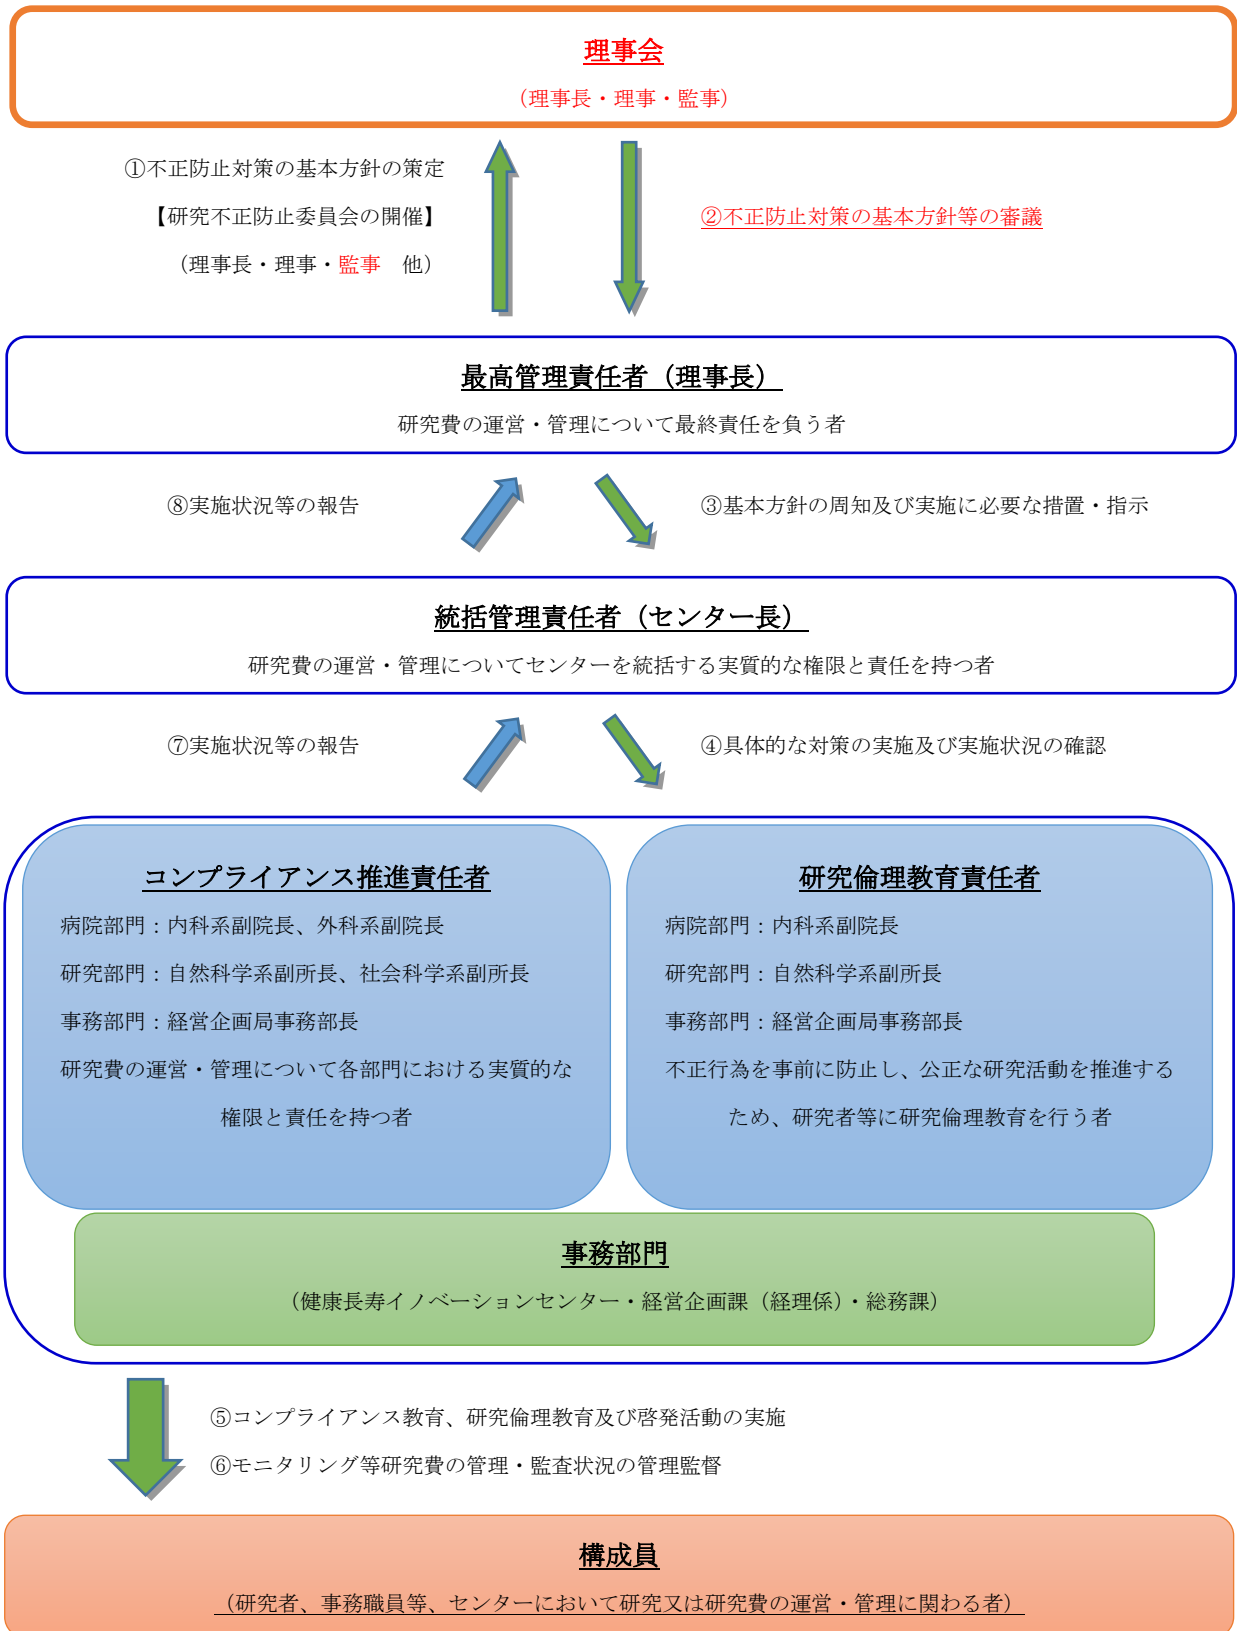 理事会
（理事長・理事・監事）
①不正防止対策の基本方針の策定
【研究不正防止委員会の開催】
（理事長・理事・監事　他）
②不正防止対策の基本方針等の審議
最高管理責任者（理事長）
研究費の運営・管理について最終責任を負う者
⑧実施状況等の報告
③基本方針の周知及び実施に必要な措置・指示
統括管理責任者（センター長）
研究費の運営・管理についてセンターを統括する実質的な権限と責任を持つ者
⑦実施状況等の報告
④具体的な対策の実施及び実施状況の確認
コンプライアンス推進責任者
病院部門：内科系副院長、外科系副院長
研究部門：自然科学系副所長、社会科学系副所長
事務部門：経営企画局事務部長
研究費の運営・管理について各部門における実質的な
権限と責任を持つ者
研究倫理教育責任者
病院部門：内科系副院長
研究部門：自然科学系副所長
事務部門：経営企画局事務部長
不正行為を事前に防止し、公正な研究活動を推進する
ため、研究者等に研究倫理教育を行う者
事務部門
（健康長寿イノベーションセンター・経営企画課（経理係）・総務課）
⑤コンプライアンス教育、研究倫理教育及び啓発活動の実施
⑥モニタリング等研究費の管理・監査状況の管理監督
構成員
（研究者、事務職員等、センターにおいて研究又は研究費の運営・管理に関わる者）